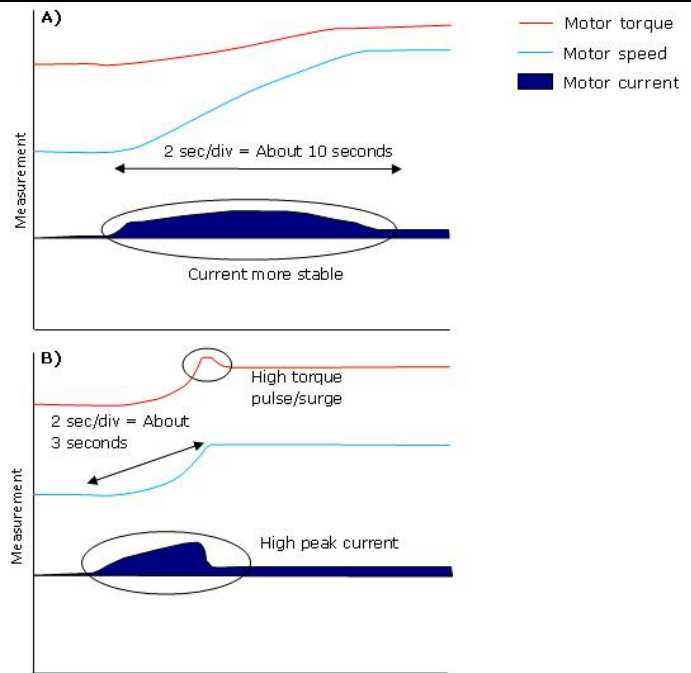 A)
Motor torque
Motor speed
Motor current
Measurement
2 sec/div = About 10 seconds
Current more stable
B)
High torque
pulse/surge
2 sec/div = About
3 seconds
Measurement
High peak current